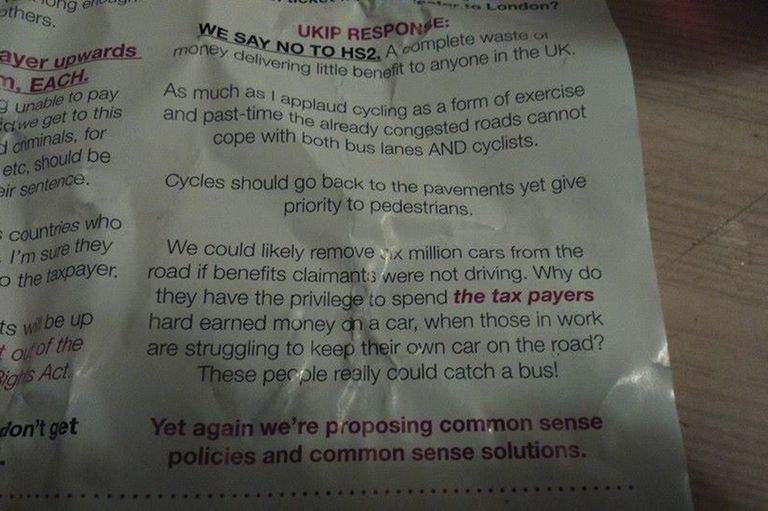 others.
ayer upwards
m, EACH.
unable to pay
we get to this
d criminals, for
etc, should be
eir sentence.
countries who
I'm sure they
o the taxpayer.
ts will be up
t out of the
Rights Act.
don't get
to London?
UKIP RESPONSE:
WE SAY NO TO HS2. A complete waste of
money delivering little benefit to anyone in the UK.
As much as I applaud cycling as a form of exercise
and past-time the already congested roads cannot
cope with both bus lanes AND cyclists.
Cycles should go back to the pavements yet give
priority to pedestrians.
We could likely remove six million cars from the
road if benefits claimants were not driving. Why do
they have the privilege to spend the tax payers
hard earned money on a car, when those in work
are struggling to keep their own car on the road?
These people really could catch a bus!
Yet again we're proposing common sense
policies and common sense solutions.